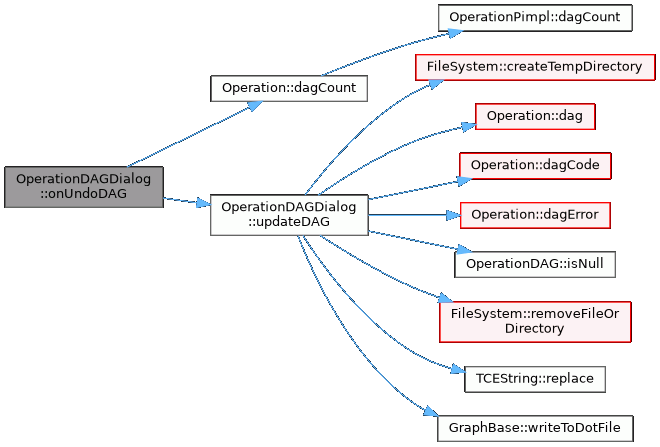 OperationPimpl::dagCount
FileSystem::createTempDirectory
Operation::dagCount
Operation::dag
Operation::dagCode
OperationDAGDialog
::onUndoDAG
OperationDAGDialog
::updateDAG
Operation::dagError
OperationDAG::isNull
FileSystem::removeFileOr
Directory
TCEString::replace
GraphBase::writeToDotFile